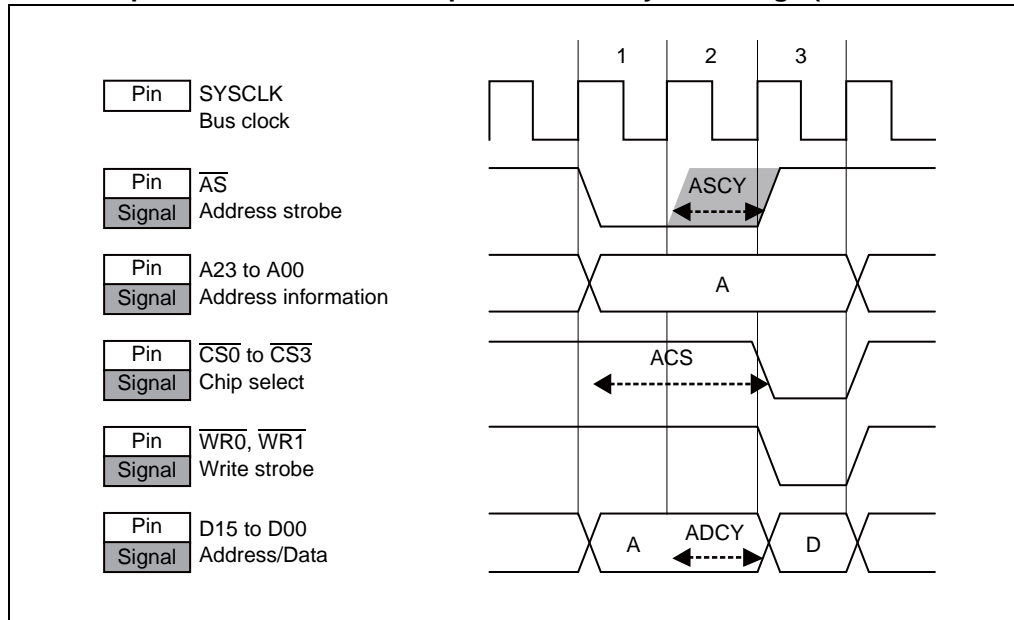 1 2 3
Pin SYSCLK
Bus clock
Pin AS
Signal Address strobe
ASCY
Pin A23 to A00
Signal Address information
A
Pin CS0 to CS3
Signal Chip select
ACS
Pin WR0, WR1
Signal Write strobe
Pin D15 to D00
Signal Address/Data
A ADCY D